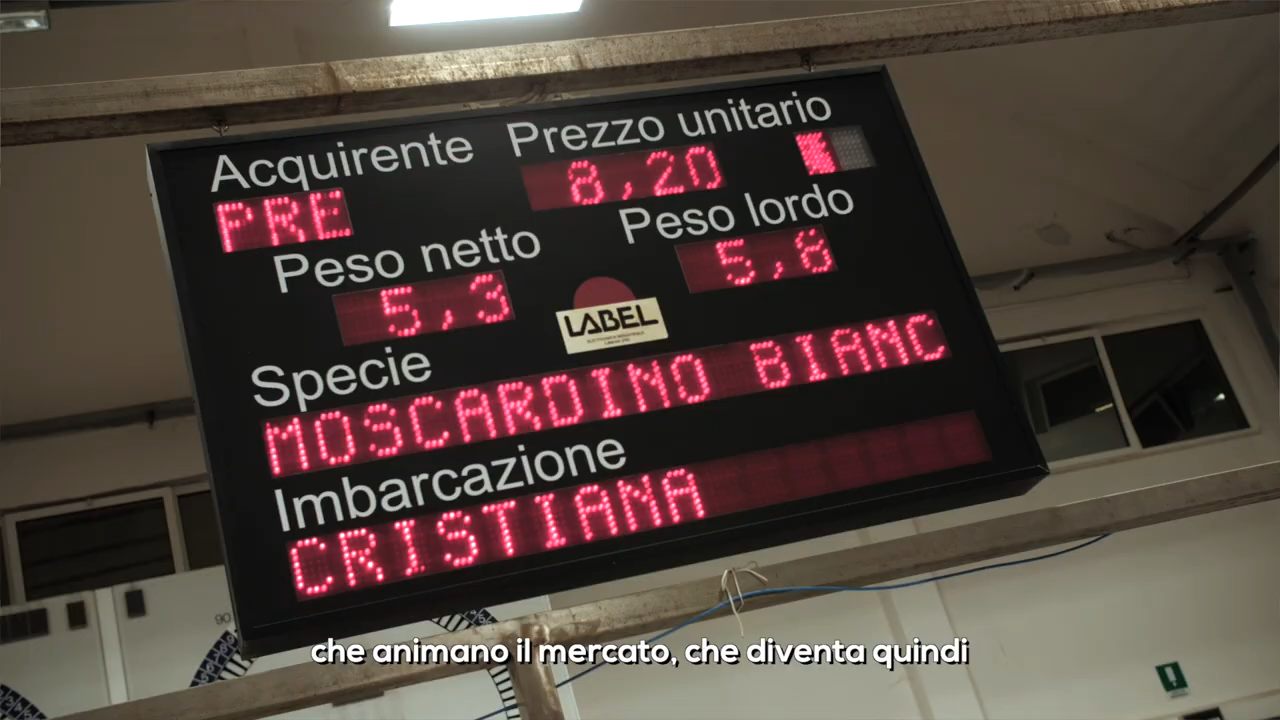 Acquirente Prezzo unitario
PRE 8,20
Peso netto Peso lordo
5,3 5,8
LABEL
Specie
MOSCARDINO BIANC
Imbarcazione
CRISTIANA
90
che animano il mercato, che diventa quindi